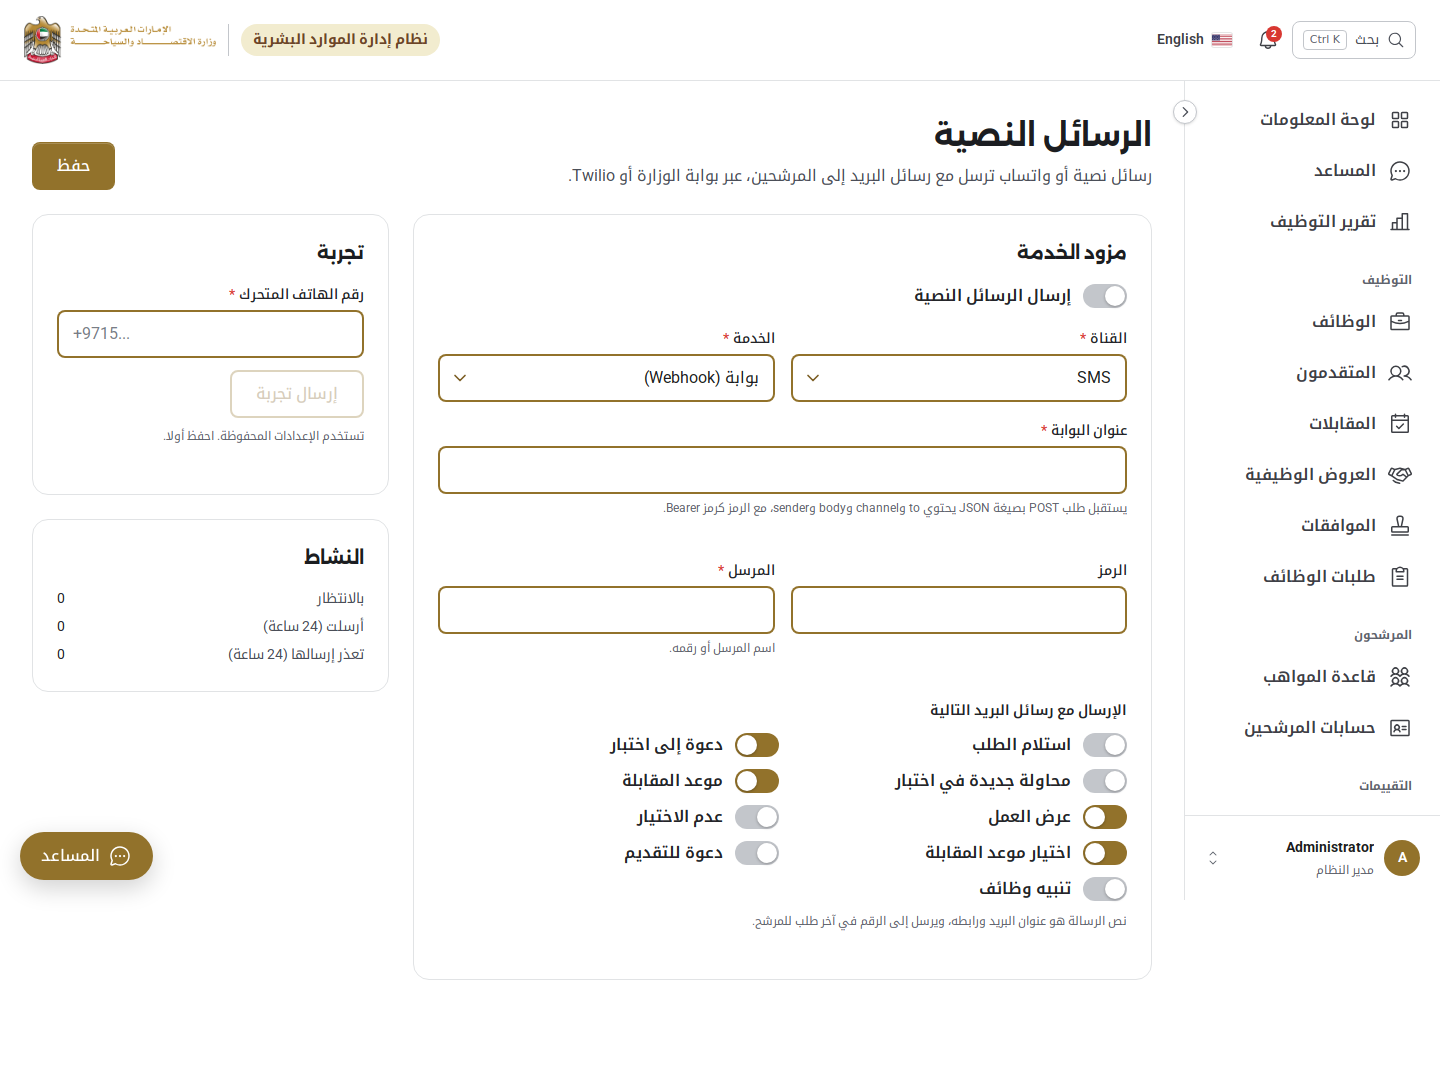 الإمارات العربية المتحدة
وزارة الاقتصاد والسياحة
نظام إدارة الموارد البشرية
English
2
بحث
Ctrl K
لوحة المعلومات
المساعد
تقرير التوظيف
التوظيف
الوظائف
المتقدمون
المقابلات
العروض الوظيفية
الموافقات
طلبات الوظائف
المرشحون
قاعدة المواهب
حسابات المرشحين
التقييمات
A
Administrator
مدير النظام
الرسائل النصية
رسائل نصية أو واتساب ترسل مع رسائل البريد إلى المرشحين، عبر بوابة الوزارة أو Twilio.
حفظ
مزود الخدمة
إرسال الرسائل النصية
القناة *
SMS
الخدمة *
بوابة (Webhook)
عنوان البوابة *
يستقبل طلب POST بصيغة JSON يحتوي to وchannel وbody وsender، مع الرمز كرمز Bearer.
الرمز
المرسل *
اسم المرسل أو رقمه.
الإرسال مع رسائل البريد التالية
استلام الطلب
دعوة إلى اختبار
محاولة جديدة في اختبار
موعد المقابلة
عرض العمل
عدم الاختيار
اختيار موعد المقابلة
دعوة للتقديم
تنبيه وظائف
نص الرسالة هو عنوان البريد ورابطه، ويرسل إلى الرقم في آخر طلب للمرشح.
تجربة
رقم الهاتف المتحرك *
+9715...
إرسال تجربة
تستخدم الإعدادات المحفوظة. احفظ أولا.
النشاط
بالانتظار 0
أرسلت (24 ساعة) 0
تعذر إرسالها (24 ساعة) 0
المساعد